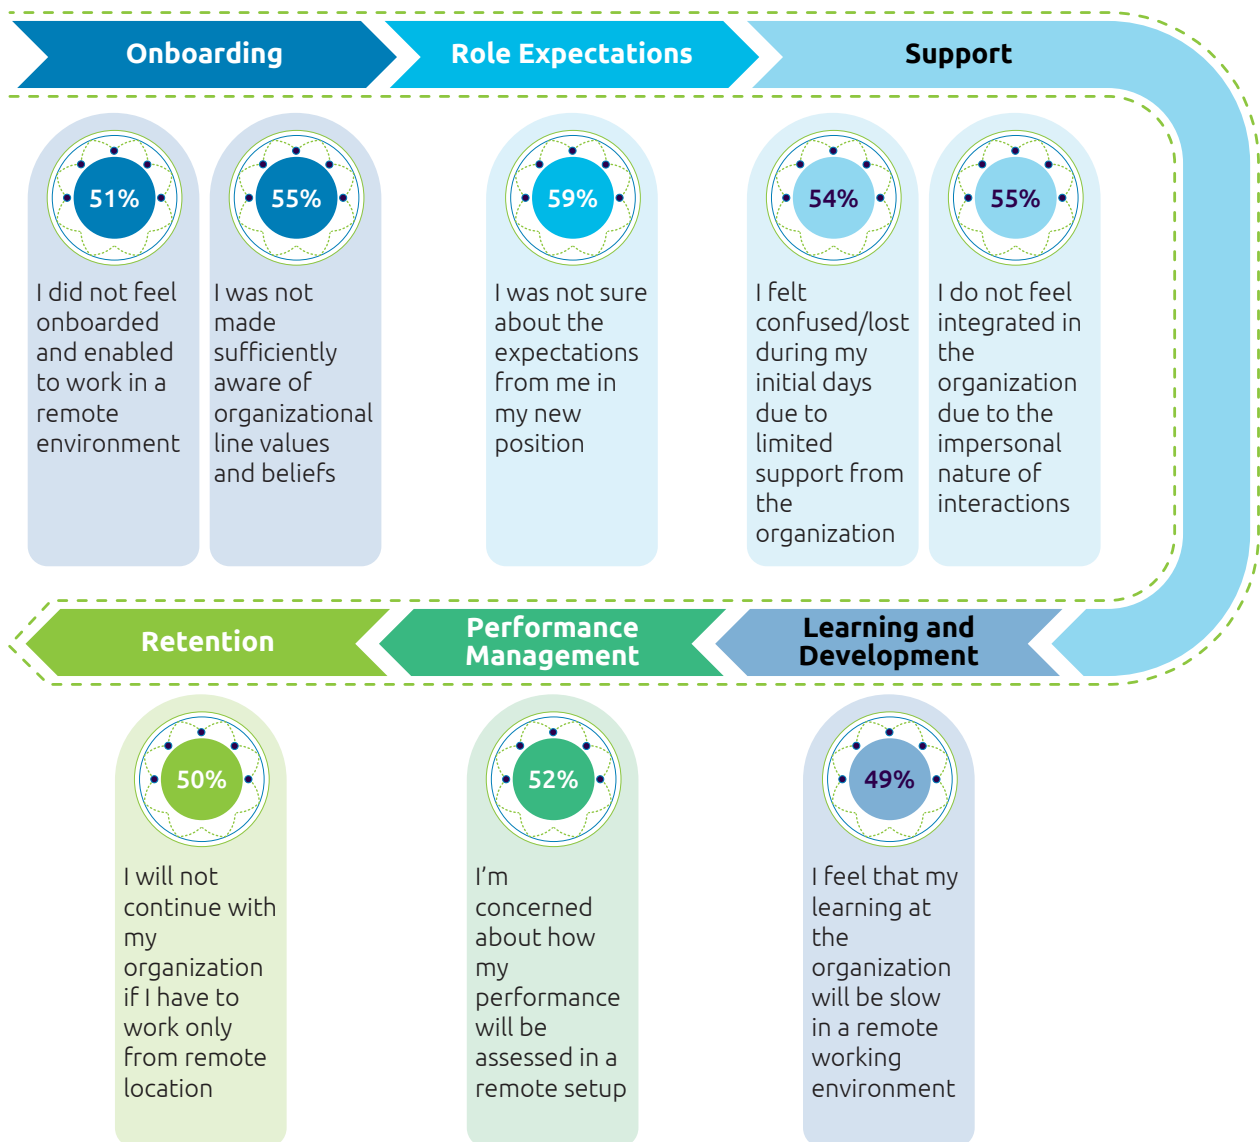 Onboarding
Role Expectations
Support
51%
I did not feel
onboarded
and enabled
to work in a
remote
environment
55%
I was not
made
sufficiently
aware of
organizational
line values
and beliefs
59%
I was not sure
about the
expectations
from me in
my new
position
54%
I felt
confused/lost
during my
initial days
due to
limited
support from
the
organization
55%
I do not feel
integrated in
the
organization
due to the
impersonal
nature of
interactions
Retention
Performance
Management
Learning and
Development
50%
I will not
continue with
my
organization
if I have to
work only
from remote
location
52%
I’m
concerned
about how
my
performance
will be
assessed in a
remote setup
49%
I feel that my
learning at
the
organization
will be slow
in a remote
working
environment